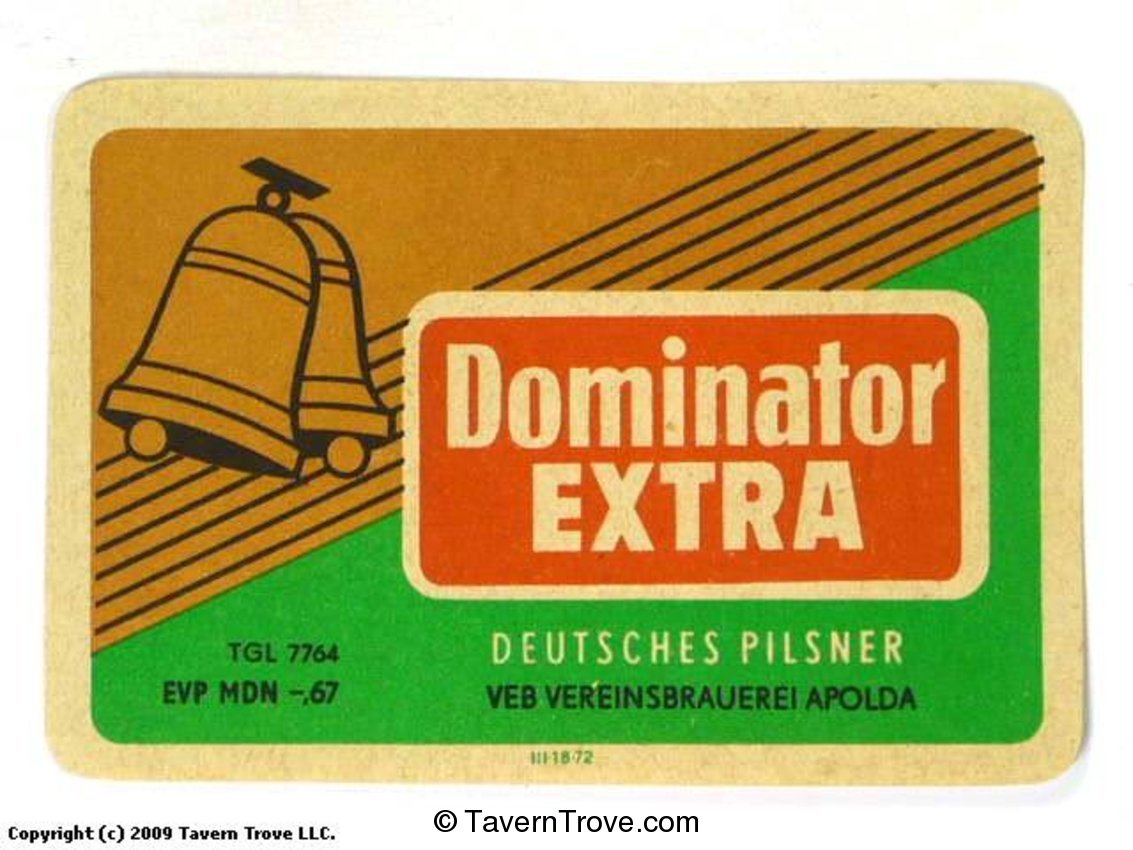 Dominator
EXTRA
DEUTSCHES PILSNER
VEB VEREINSBRAUEREI APOLDA
TGL 7764
EVP MDN -,67
III·18·72
Copyright (c) 2009 Tavern Trove LLC.
© TavernTrove.com